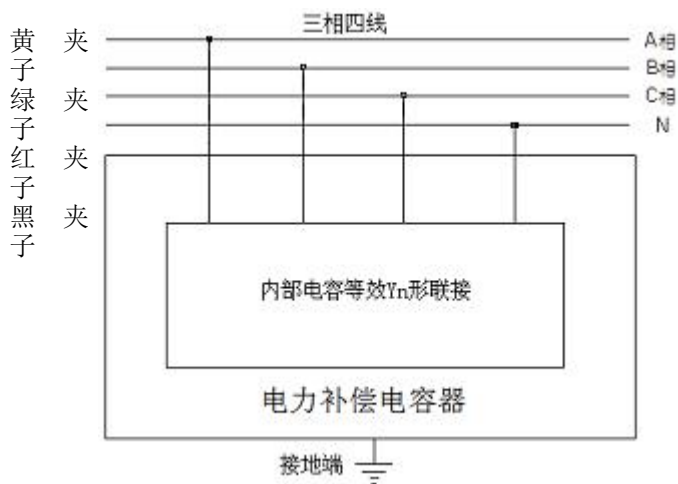 三相四线
黄 夹
子
绿 夹
子
红 夹
子
黑 夹
子
A相
B相
C相
N
内部电容等效Yn形联接
电力补偿电容器
接地端